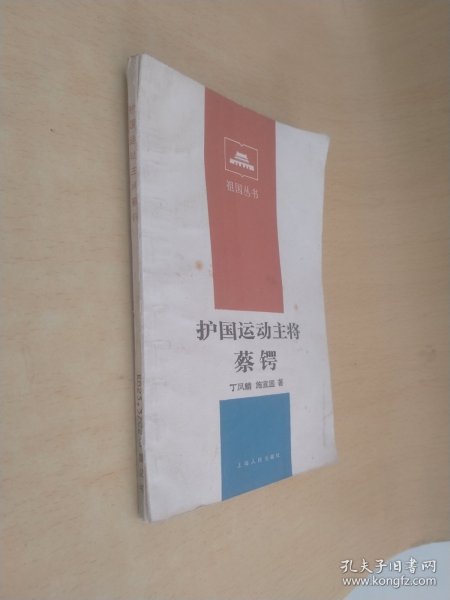 祖国丛书
护国运动主将
蔡锷
丁凤麟 施宣圆 著
上海人民出版社
孔夫子旧书网
www.kongfz.com